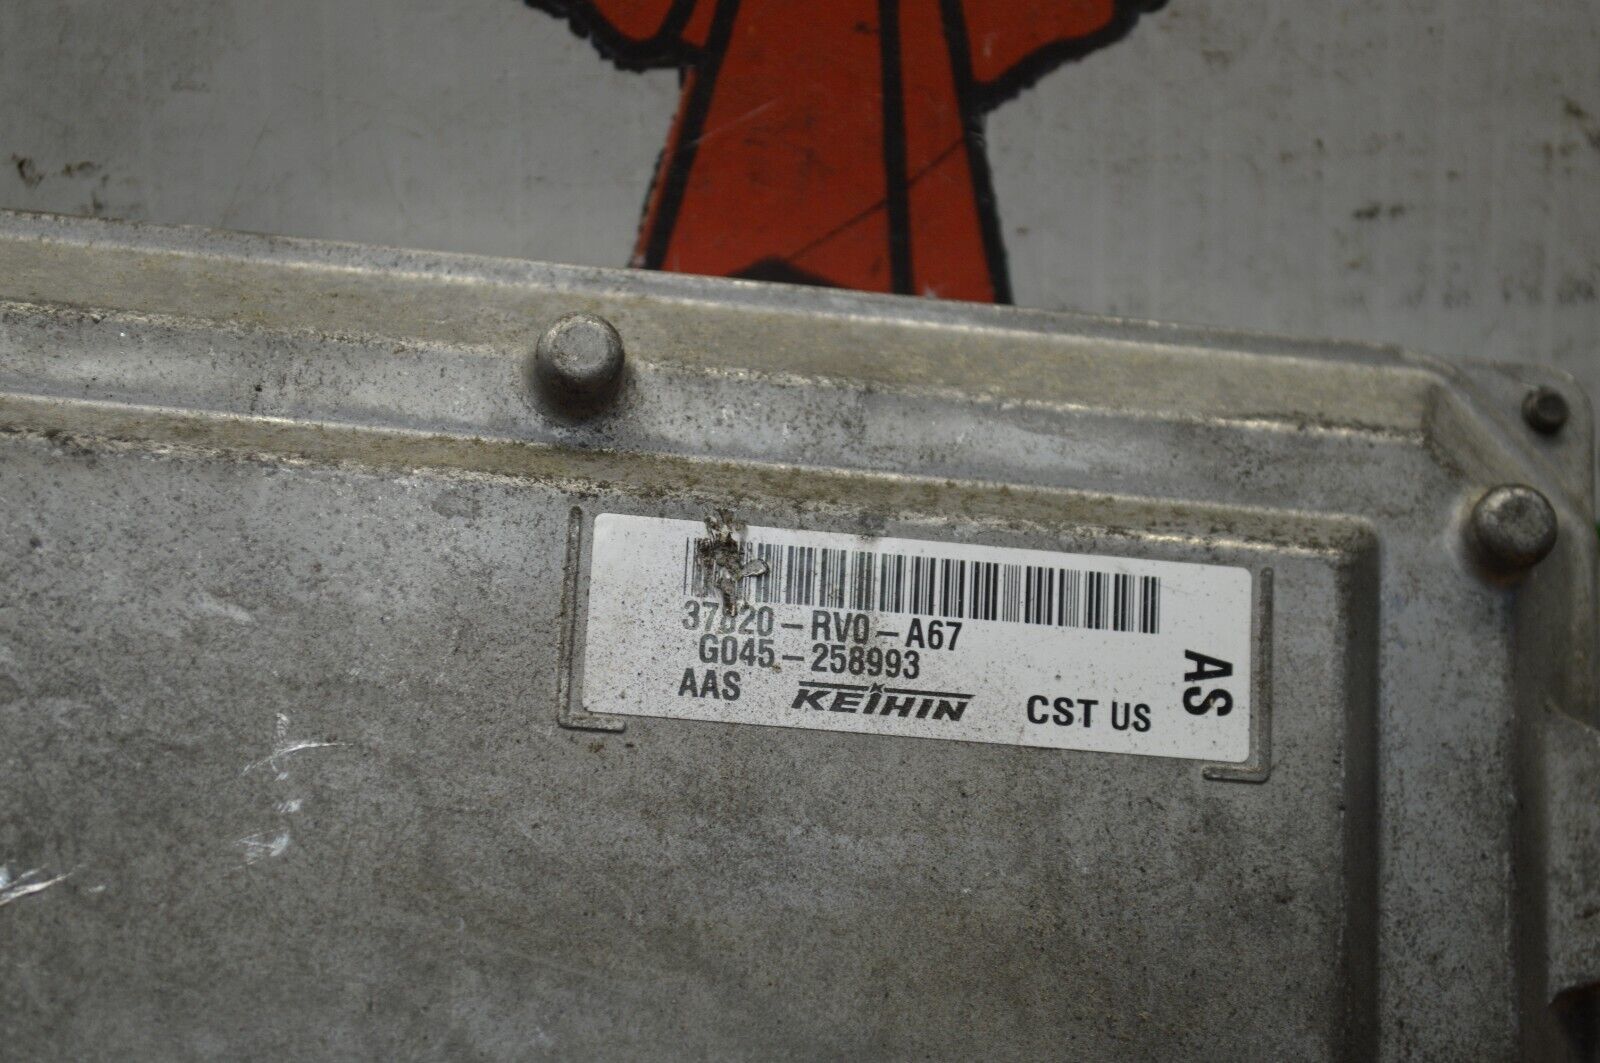 37820-RV0-A67
G045-258993
AAS KEIHIN CST US
AS